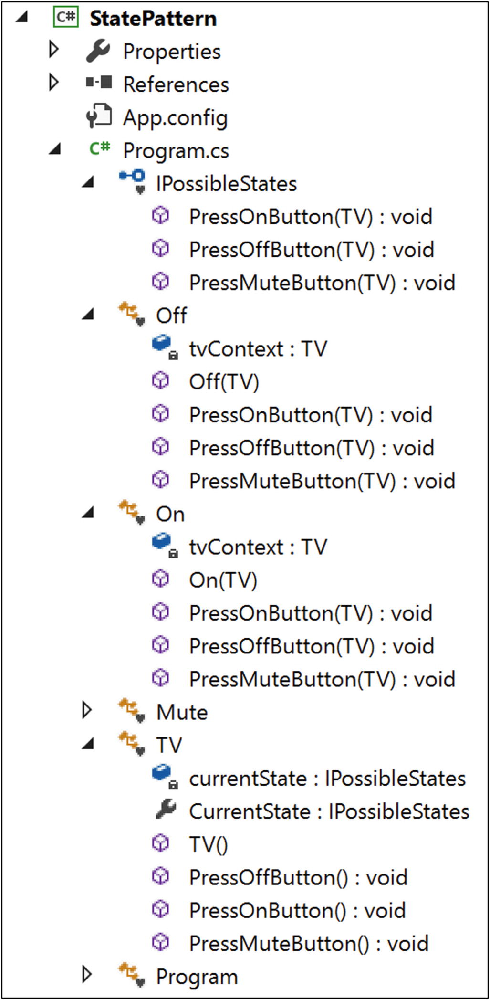 C# StatePattern
Properties
References
App.config
C# Program.cs
IPossibleStates
PressOnButton(TV) : void
PressOffButton(TV) : void
PressMuteButton(TV) : void
Off
tvContext : TV
Off(TV)
PressOnButton(TV) : void
PressOffButton(TV) : void
PressMuteButton(TV) : void
On
tvContext : TV
On(TV)
PressOnButton(TV) : void
PressOffButton(TV) : void
PressMuteButton(TV) : void
Mute
TV
currentState : IPossibleStates
CurrentState : IPossibleStates
TV()
PressOffButton() : void
PressOnButton() : void
PressMuteButton() : void
Program